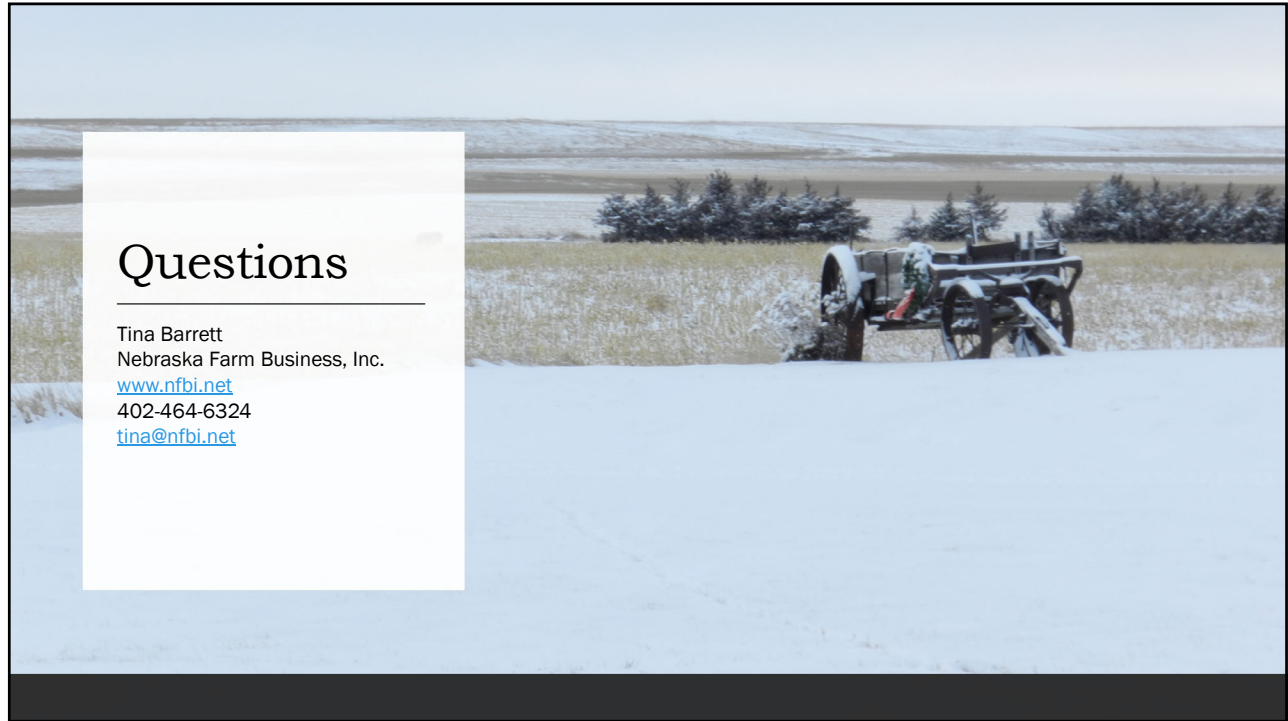 Questions
Tina Barrett
Nebraska Farm Business, Inc.
www.nfbi.net
402-464-6324
tina@nfbi.net